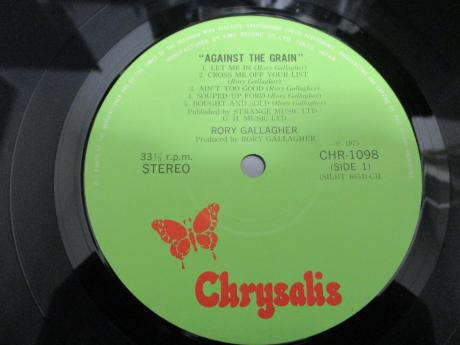 "AGAINST THE GRAIN"
1. LET ME IN (Rory Gallagher)
2. CROSS ME OFF YOUR LIST
(Rory Gallagher)
3. AIN'T TOO GOOD (Rory Gallagher)
4. SOUPED-UP FORD (Rory Gallagher)
5. BOUGHT AND SOLD (Rory Gallagher)
Published by STRANGE MUSIC LTD.
G. H. MUSIC LTD.
RORY GALLAGHER
Produced by RORY GALLAGHER
33⅓ r.p.m.
STEREO
℗ 1975
CHR-1098
(SIDE 1)
Chrysalis